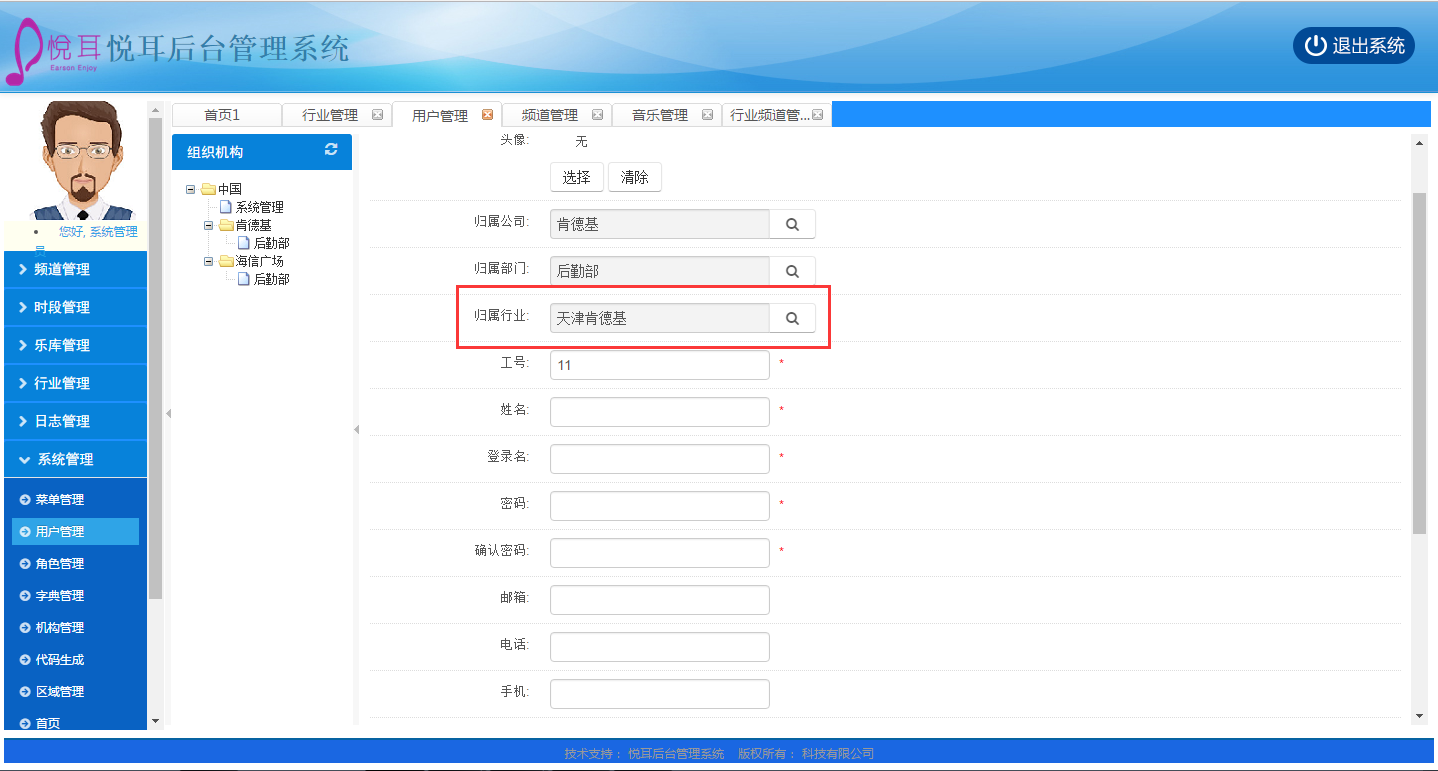 悦耳
Earson Enjoy
悦耳后台管理系统
退出系统
您好, 系统管理
员
频道管理
时段管理
乐库管理
行业管理
日志管理
系统管理
菜单管理
用户管理
角色管理
字典管理
机构管理
代码生成
区域管理
首页
首页1
行业管理
用户管理
频道管理
音乐管理
行业频道管...
组织机构
中国
系统管理
肯德基
后勤部
海信广场
后勤部
头像: 无
选择 清除
归属公司: 肯德基
归属部门: 后勤部
归属行业: 天津肯德基
工号: 11 *
姓名: *
登录名: *
密码: *
确认密码: *
邮箱:
电话:
手机:
技术支持： 悦耳后台管理系统 版权所有： 科技有限公司